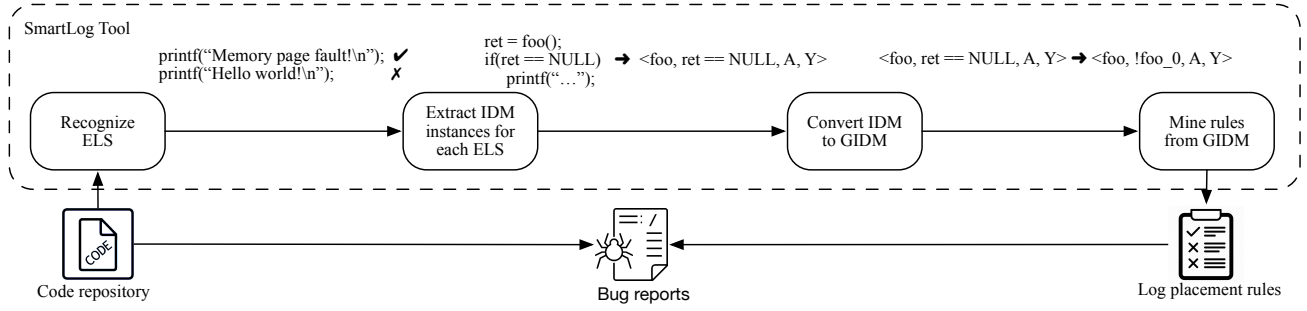 SmartLog Tool
printf(“Memory page fault!\n”); ✔
printf(“Hello world!\n”); ✗
ret = foo();
if(ret == NULL) ➜ <foo, ret == NULL, A, Y>
printf(“…”);
<foo, ret == NULL, A, Y> ➜ <foo, !foo_0, A, Y>
Recognize
ELS
Extract IDM
instances for
each ELS
Convert IDM
to GIDM
Mine rules
from GIDM
CODE
Code repository
Bug reports
Log placement rules